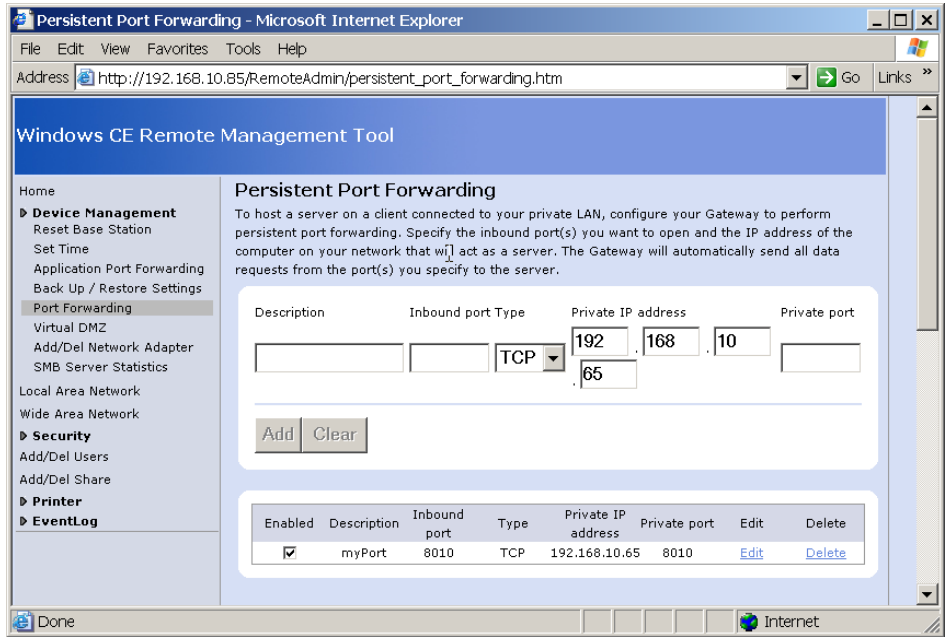 Persistent Port Forwarding - Microsoft Internet Explorer
File Edit View Favorites Tools Help
Address http://192.168.10.85/RemoteAdmin/persistent_port_forwarding.htm Go Links »
Windows CE Remote Management Tool
Home
Device Management
Reset Base Station
Set Time
Application Port Forwarding
Back Up / Restore Settings
Port Forwarding
Virtual DMZ
Add/Del Network Adapter
SMB Server Statistics
Local Area Network
Wide Area Network
Security
Add/Del Users
Add/Del Share
Printer
EventLog
Persistent Port Forwarding
To host a server on a client connected to your private LAN, configure your Gateway to perform
persistent port forwarding. Specify the inbound port(s) you want to open and the IP address of the
computer on your network that will act as a server. The Gateway will automatically send all data
requests from the port(s) you specify to the server.
Description Inbound port Type Private IP address Private port
TCP 192 . 168 . 10
. 65
Add Clear
Enabled Description Inbound port Type Private IP address Private port Edit Delete
myPort 8010 TCP 192.168.10.65 8010 Edit Delete
Done Internet